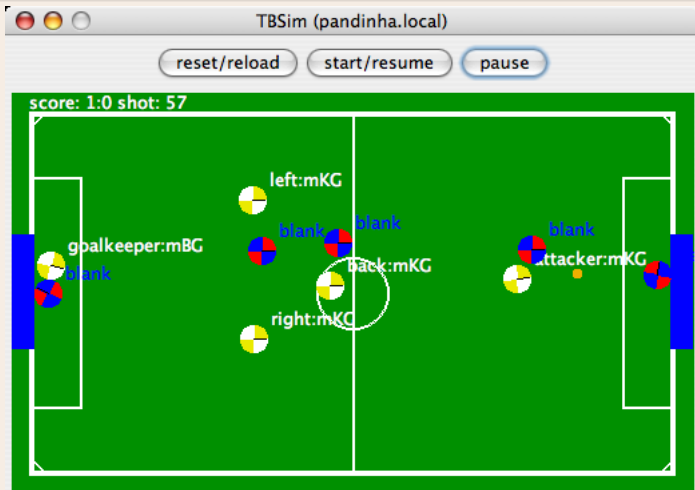 TBSim (pandinha.local)
reset/reload start/resume pause
score: 1:0 shot: 57
left:mKG
blank blank blank
goalkeeper:mBG back:mKG attacker:mKG
blank
right:mKG